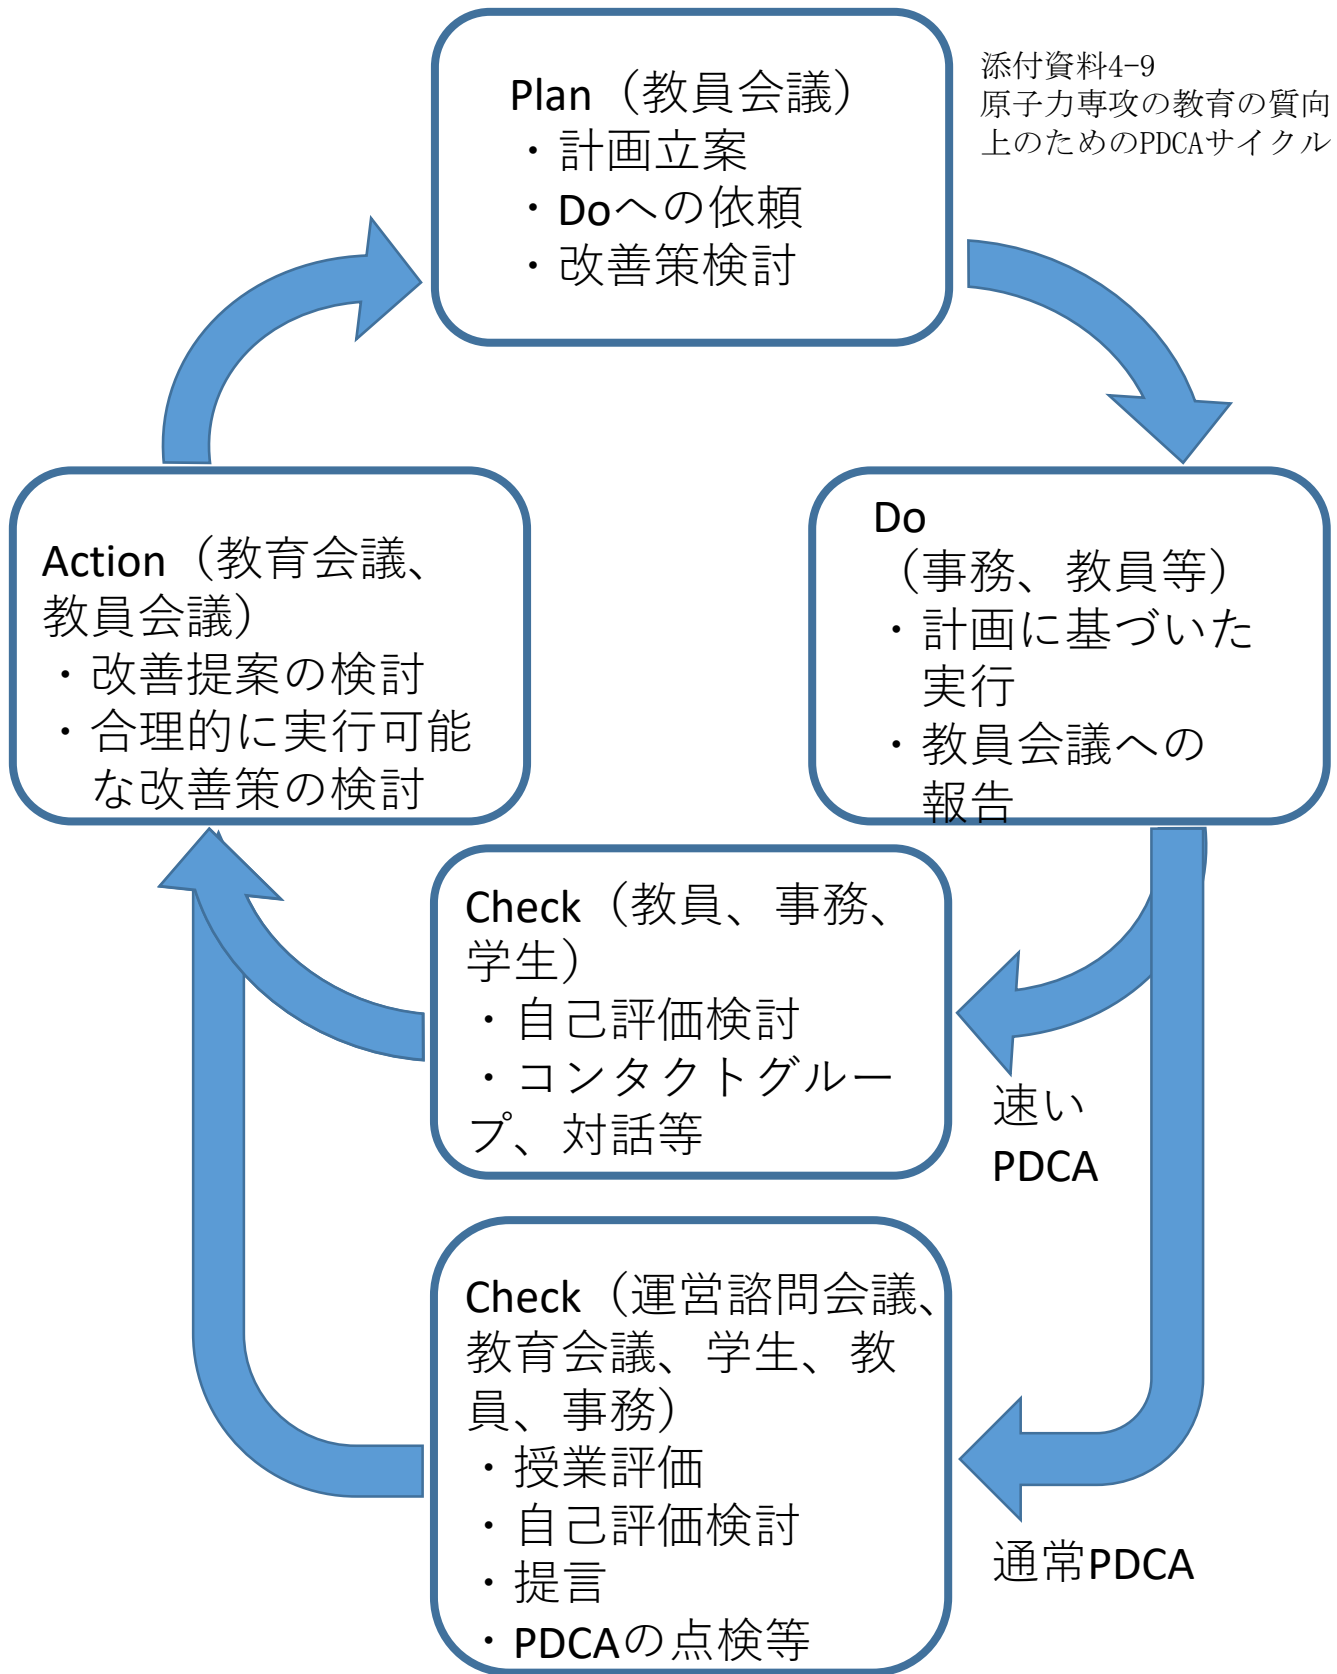 添付資料4-9
原子力専攻の教育の質向
上のためのPDCAサイクル
Plan（教員会議）
・計画立案
・Doへの依頼
・改善策検討
Do
（事務、教員等）
・計画に基づいた
実行
・教員会議への
報告
Action（教育会議、
教員会議）
・改善提案の検討
・合理的に実行可能
な改善策の検討
Check（教員、事務、
学生）
・自己評価検討
・コンタクトグルー
プ、対話等
速い
PDCA
Check（運営諮問会議、
教育会議、学生、教
員、事務）
・授業評価
・自己評価検討
・提言
・PDCAの点検等
通常PDCA